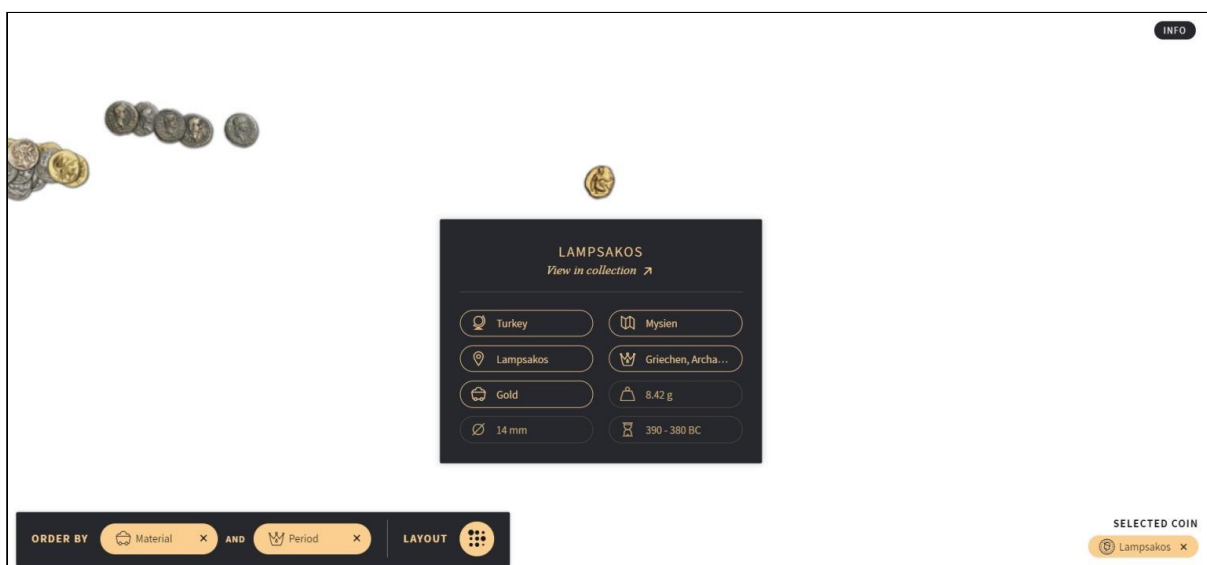 INFO
LAMPSAKOS
View in collection
Turkey
Mysien
Lampsakos
Griechen, Archa...
Gold
8.42 g
14 mm
390 - 380 BC
ORDER BY Material × AND Period × LAYOUT
SELECTED COIN
Lampsakos ×